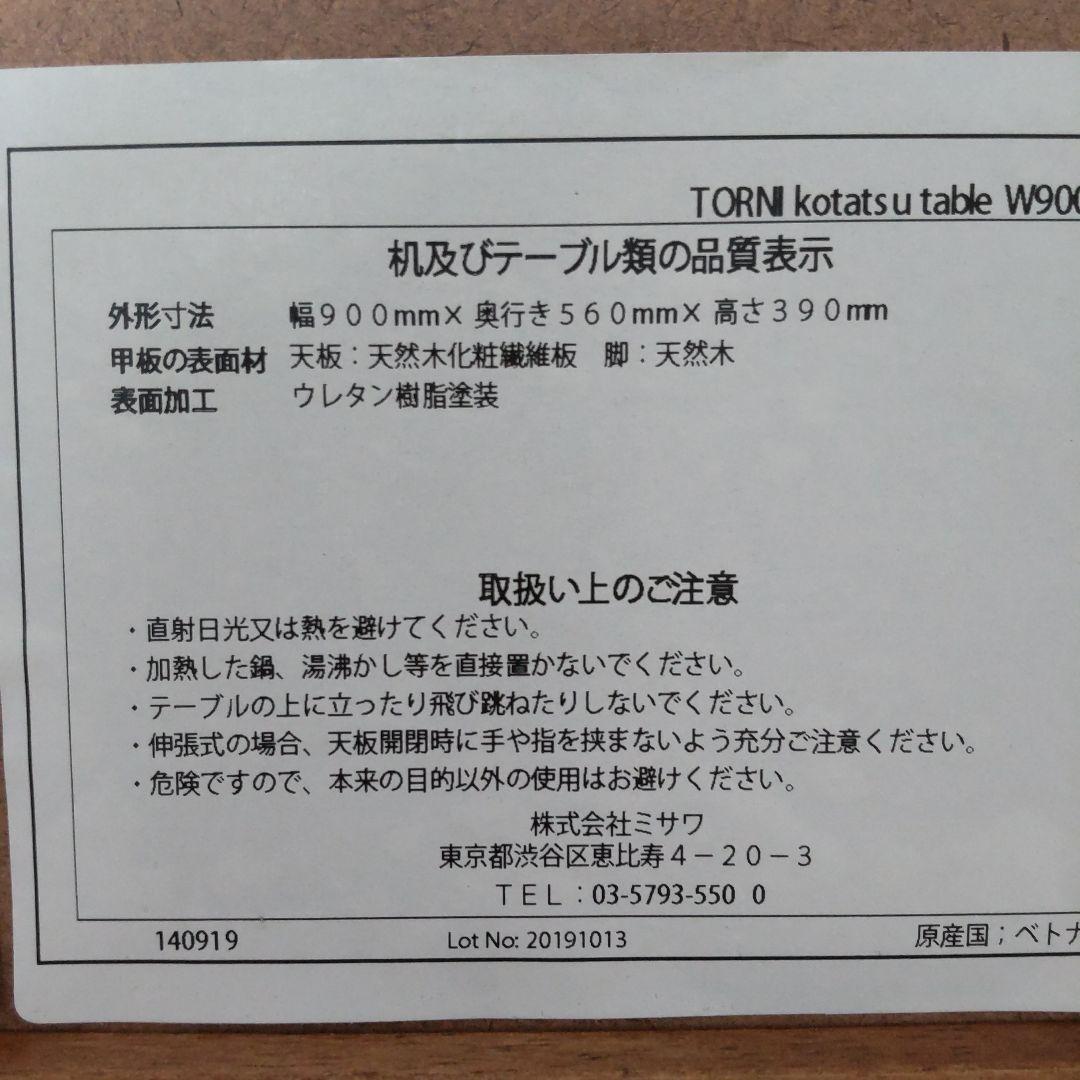 TORNI kotatsu table W900
机及びテーブル類の品質表示
外形寸法 幅９００mm× 奥行き５６０mm× 高さ３９０mm
甲板の表面材 天板：天然木化粧繊維板 脚：天然木
表面加工 ウレタン樹脂塗装
取扱い上のご注意
・直射日光又は熱を避けてください。
・加熱した鍋、湯沸かし等を直接置かないでください。
・テーブルの上に立ったり飛び跳ねたりしないでください。
・伸張式の場合、天板開閉時に手や指を挟まないよう充分ご注意ください。
・危険ですので、本来の目的以外の使用はお避けください。
株式会社ミサワ
東京都渋谷区恵比寿４－２０－３
ＴＥＬ：03-5793-550 0
140919 Lot No: 20191013 原産国；ベトナ